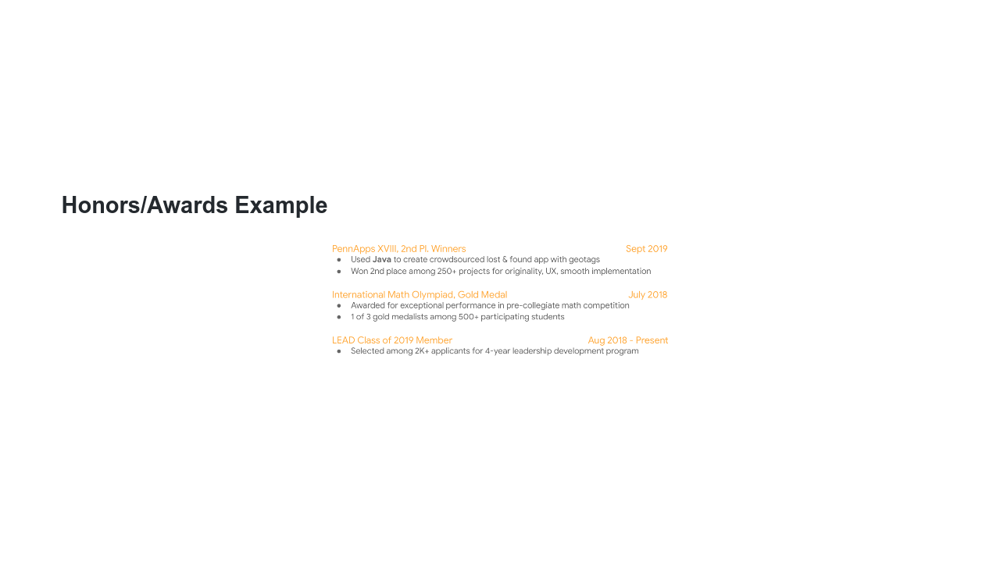 Honors/Awards Example
PennApps XVIII, 2nd Pl. Winners Sept 2019
● Used Java to create crowdsourced lost & found app with geotags
● Won 2nd place among 250+ projects for originality, UX, smooth implementation
International Math Olympiad, Gold Medal July 2018
● Awarded for exceptional performance in pre-collegiate math competition
● 1 of 3 gold medalists among 500+ participating students
LEAD Class of 2019 Member Aug 2018 - Present
● Selected among 2K+ applicants for 4-year leadership development program